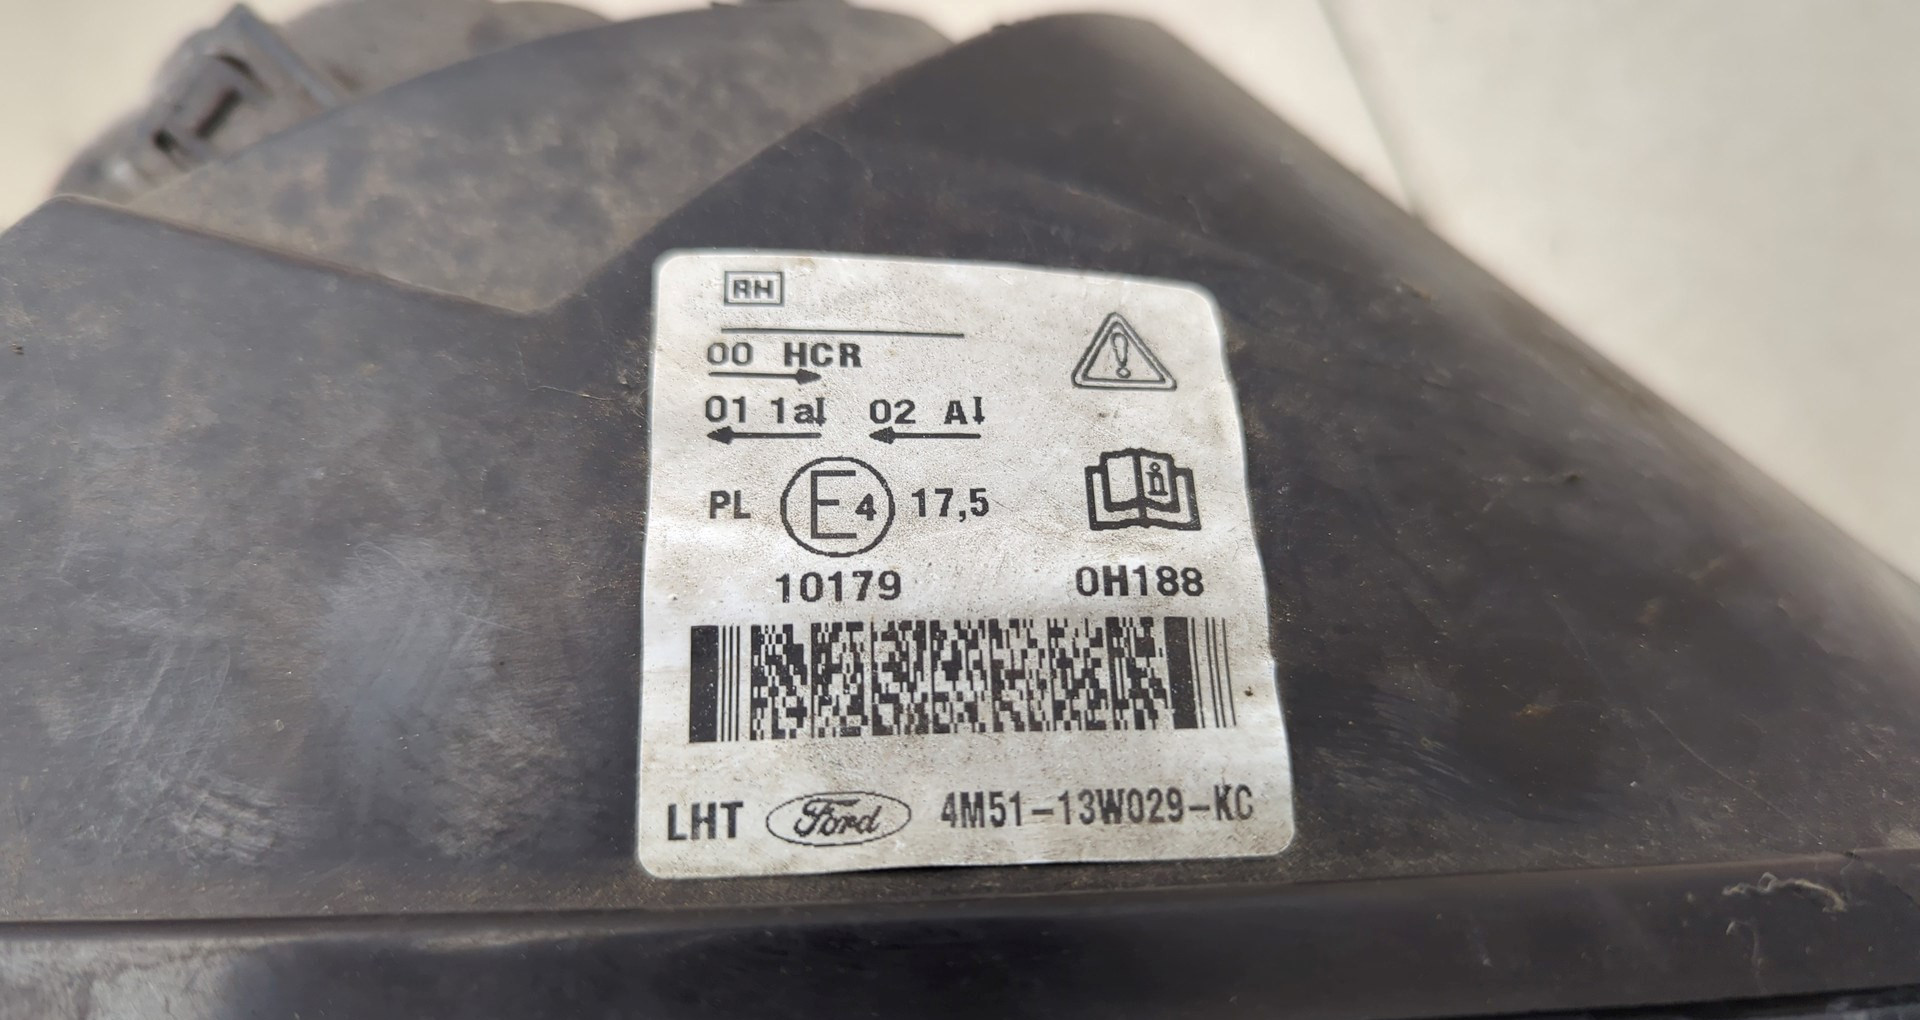 RH
00 HCR
01 1a 02 A
PL E4 17,5
10179 0H188
LHT Ford 4M51-13W029-KC